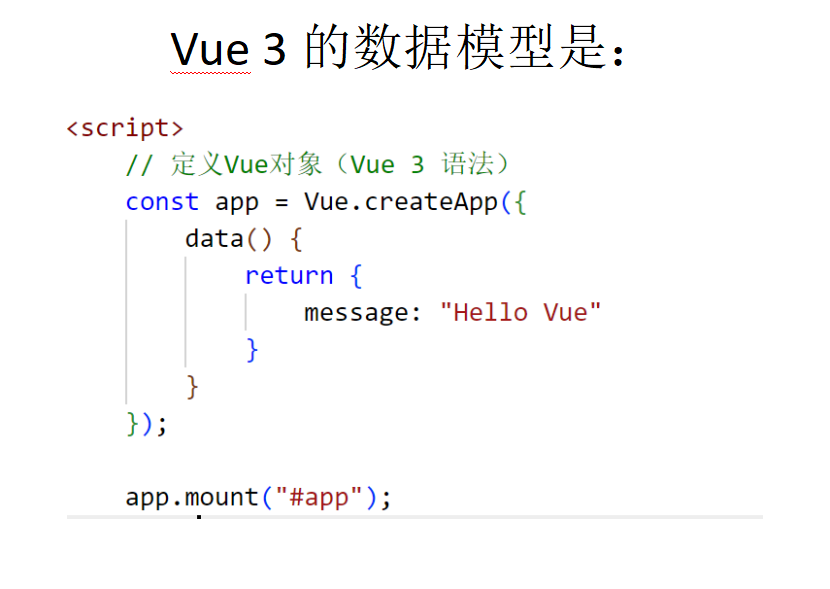 Vue 3 的数据模型是：
<script>
    // 定义Vue对象（Vue 3 语法）
    const app = Vue.createApp({
        data() {
            return {
                message: "Hello Vue"
            }
        }
    });

    app.mount("#app");